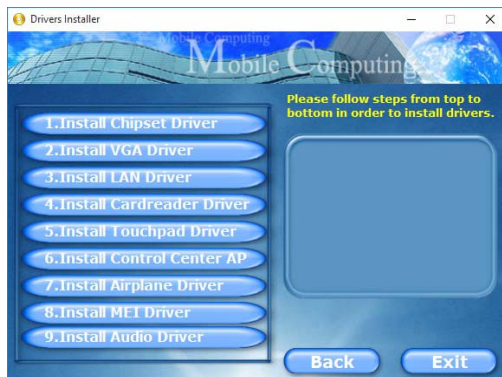 Drivers Installer
Mobile Computing
Mobile Computing
Please follow steps from top to
bottom in order to install drivers.
1.Install Chipset Driver
2.Install VGA Driver
3.Install LAN Driver
4.Install Cardreader Driver
5.Install Touchpad Driver
6.Install Control Center AP
7.Install Airplane Driver
8.Install MEI Driver
9.Install Audio Driver
Back
Exit